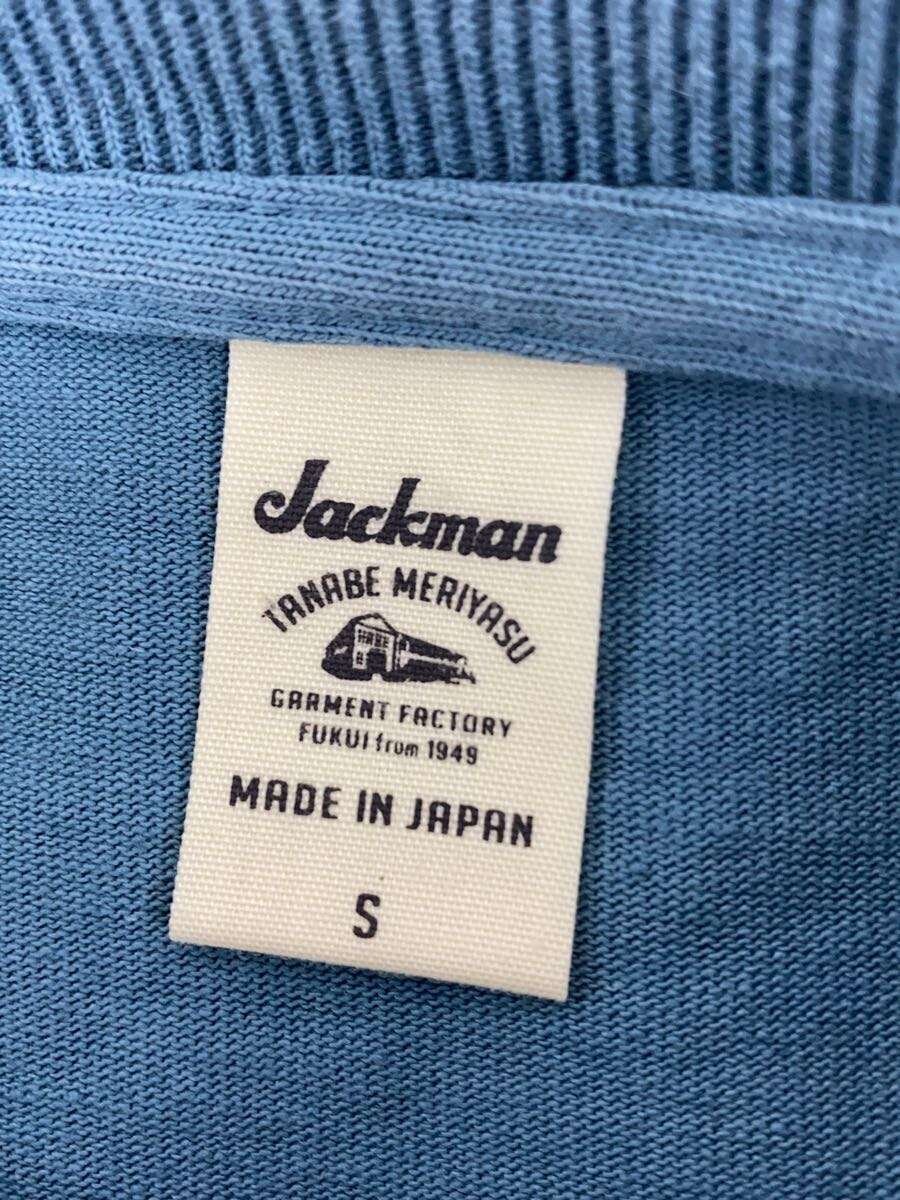 Jackman
TANABE MERIYASU
GARMENT FACTORY
FUKUI from 1949
MADE IN JAPAN
S